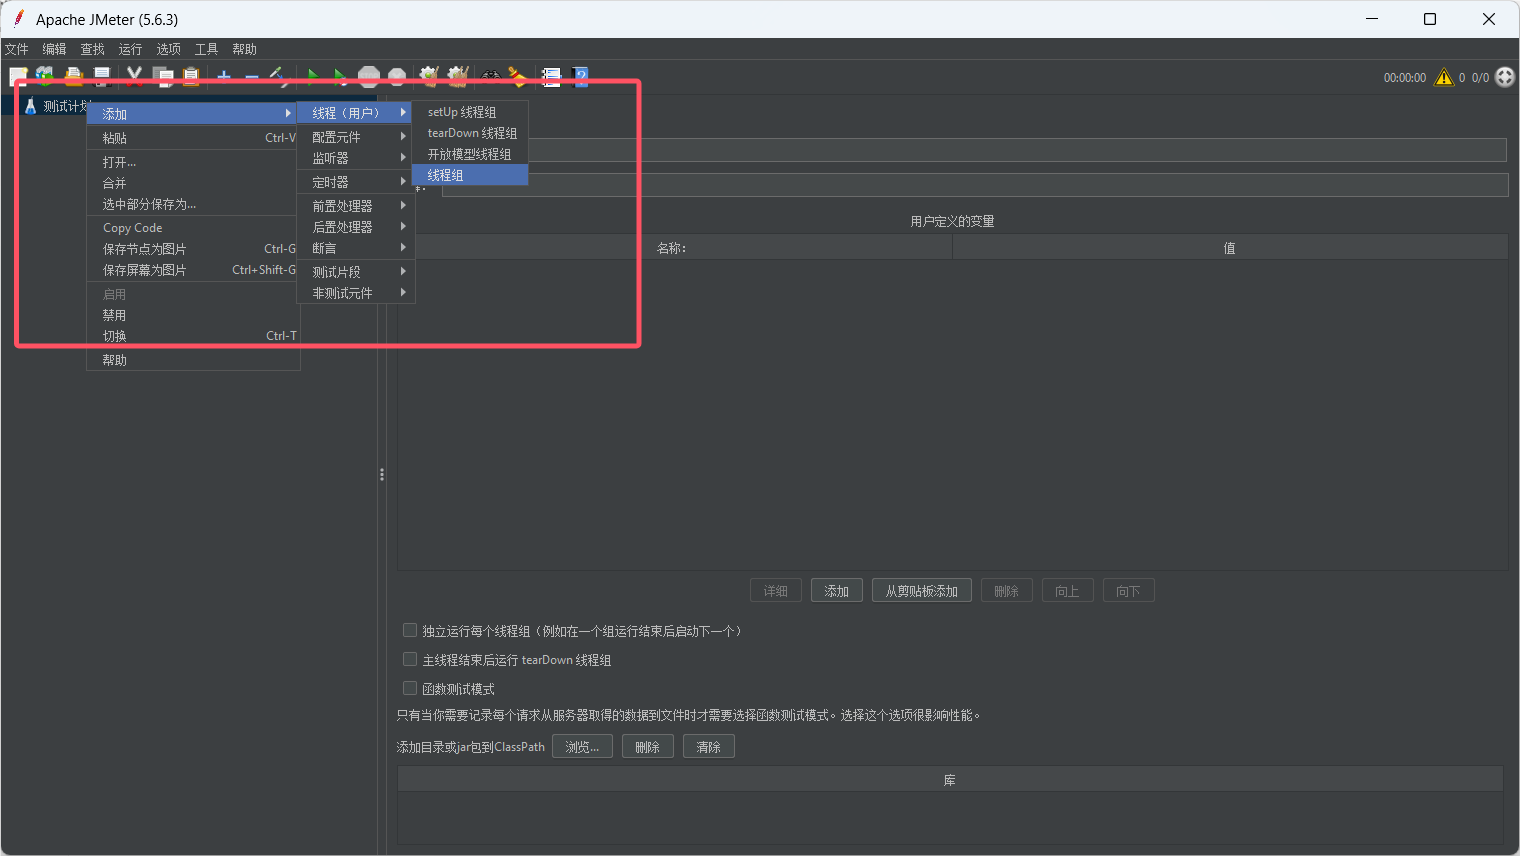 Apache JMeter (5.6.3)
文件 编辑 查找 运行 选项 工具 帮助
00:00:00 0 0/0
测试计划
添加
粘贴 Ctrl-V
打开...
合并
选中部分保存为...
Copy Code
保存节点为图片 Ctrl-G
保存屏幕为图片 Ctrl+Shift-G
启用
禁用
切换 Ctrl-T
帮助
线程（用户）
配置元件
监听器
定时器
前置处理器
后置处理器
断言
测试片段
非测试元件
setUp 线程组
tearDown 线程组
开放模型线程组
线程组
用户定义的变量
名称: 值
详细 添加 从剪贴板添加 删除 向上 向下
独立运行每个线程组（例如在一个组运行结束后启动下一个）
主线程结束后运行 tearDown 线程组
函数测试模式
只有当你需要记录每个请求从服务器取得的数据到文件时才需要选择函数测试模式。选择这个选项很影响性能。
添加目录或jar包到ClassPath 浏览... 删除 清除
库